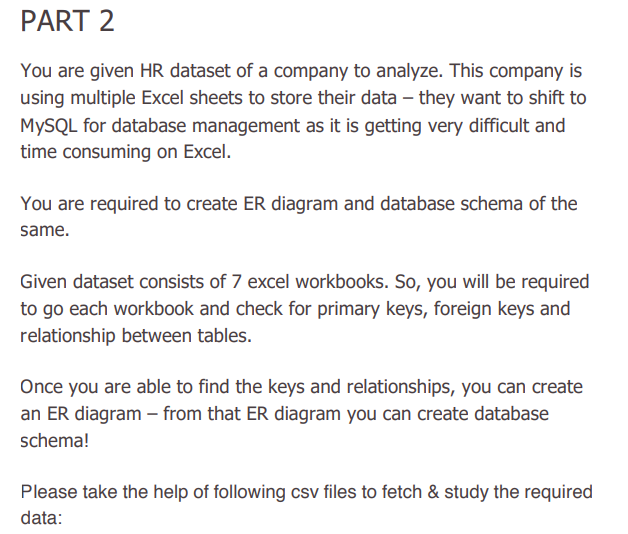 PART 2
You are given HR dataset of a company to analyze. This company is
using multiple Excel sheets to store their data – they want to shift to
MySQL for database management as it is getting very difficult and
time consuming on Excel.
You are required to create ER diagram and database schema of the
same.
Given dataset consists of 7 excel workbooks. So, you will be required
to go each workbook and check for primary keys, foreign keys and
relationship between tables.
Once you are able to find the keys and relationships, you can create
an ER diagram – from that ER diagram you can create database
schema!
Please take the help of following csv files to fetch & study the required
data: